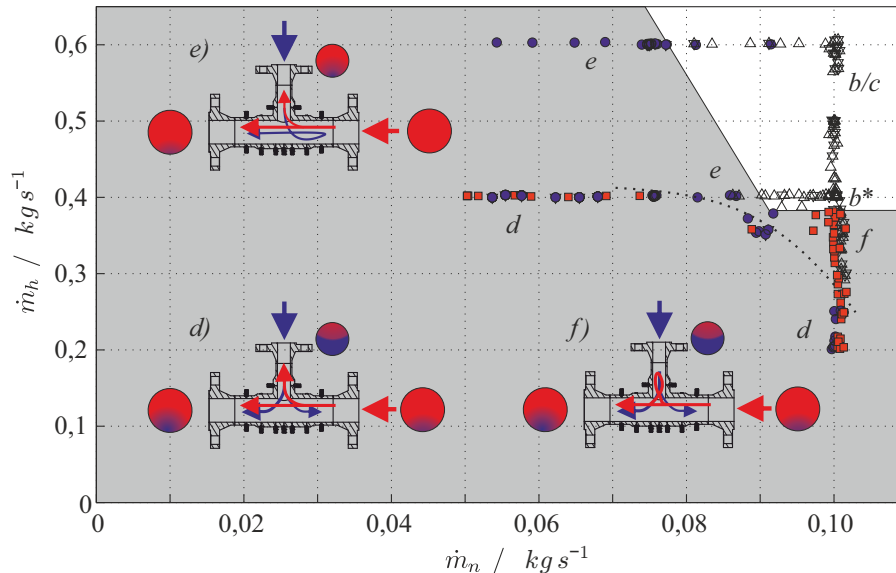 0,6
0,5
0,4
0,3
0,2
0,1
0
ṁh / kg s⁻¹
e)
e
b/c
e
b*
d
f
d)
f)
d
0
0,02
0,04
0,06
0,08
0,10
ṁn / kg s⁻¹